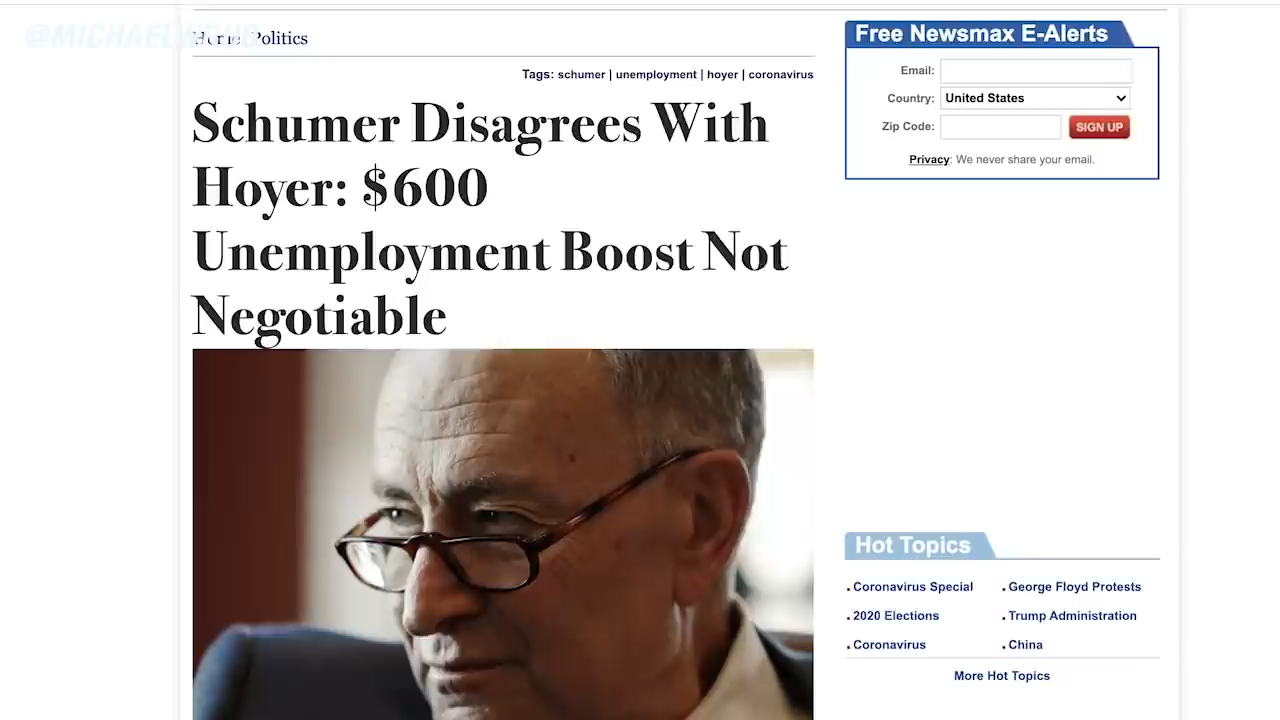 Home Politics
Tags: schumer | unemployment | hoyer | coronavirus
Schumer Disagrees With
Hoyer: $600
Unemployment Boost Not
Negotiable
Free Newsmax E-Alerts
Email:
Country: United States
Zip Code: SIGN UP
Privacy: We never share your email.
Hot Topics
Coronavirus Special
George Floyd Protests
2020 Elections
Trump Administration
Coronavirus
China
More Hot Topics